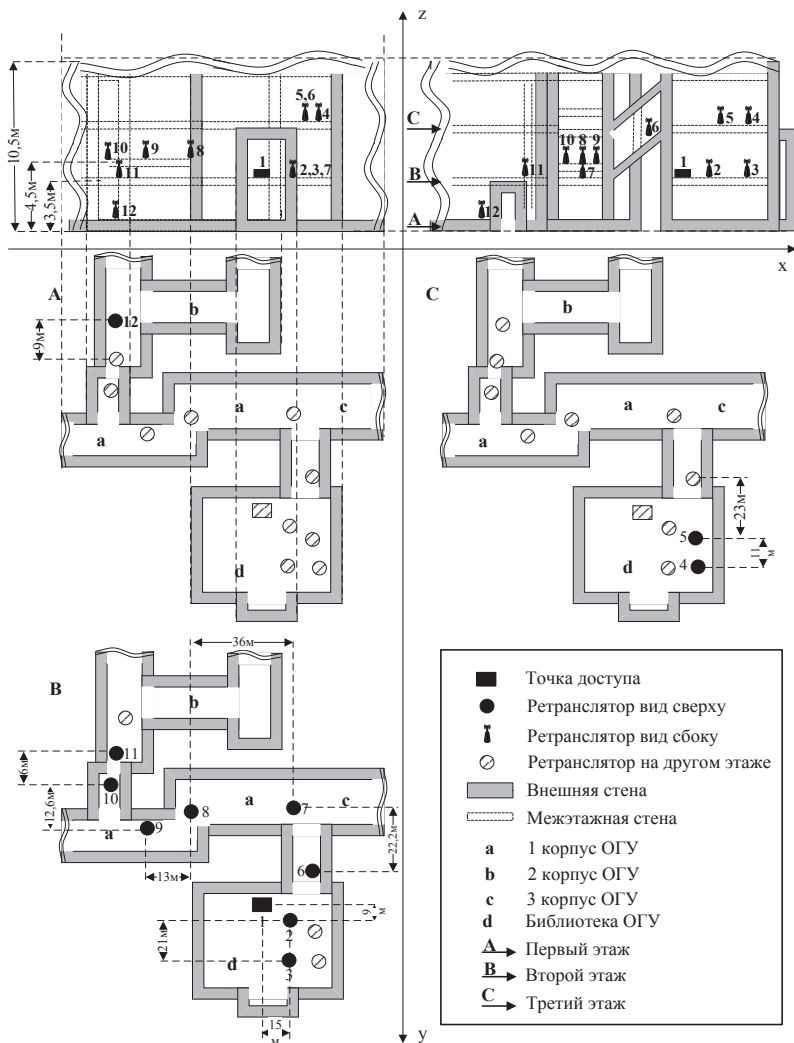 z
10,5м
4,5м
3,5м
5,6
4
10
9
8
1
11
2,3,7
12
C
B
A
5
4
6
10
8
9
7
11
1
2
3
12
x
A
12
b
9м
a
a
c
d
C
b
a
a
c
23м
5
11
м
4
d
B
36м
b
11
6м
10
12,6м
8
a
7
c
a
9
22,2м
13м
6
1
9
м
2
21м
3
d
15
м
y
Точка доступа
Ретранслятор вид сверху
Ретранслятор вид сбоку
Ретранслятор на другом этаже
Внешняя стена
Межэтажная стена
a 1 корпус ОГУ
b 2 корпус ОГУ
c 3 корпус ОГУ
d Библиотека ОГУ
A Первый этаж
B Второй этаж
C Третий этаж